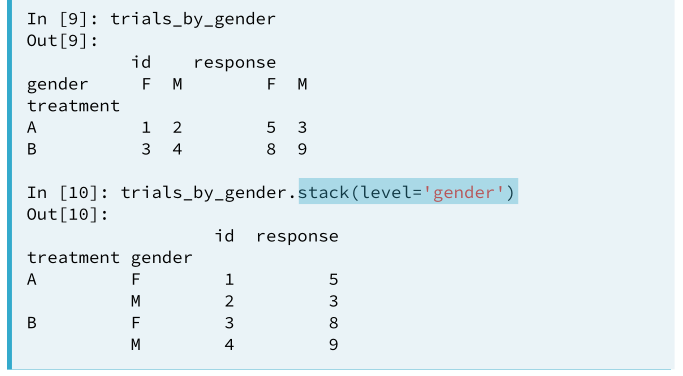 In [9]: trials_by_gender
Out[9]:
id response
gender F M F M
treatment
A 1 2 5 3
B 3 4 8 9
In [10]: trials_by_gender.stack(level='gender')
Out[10]:
id response
treatment gender
A F 1 5
M 2 3
B F 3 8
M 4 9